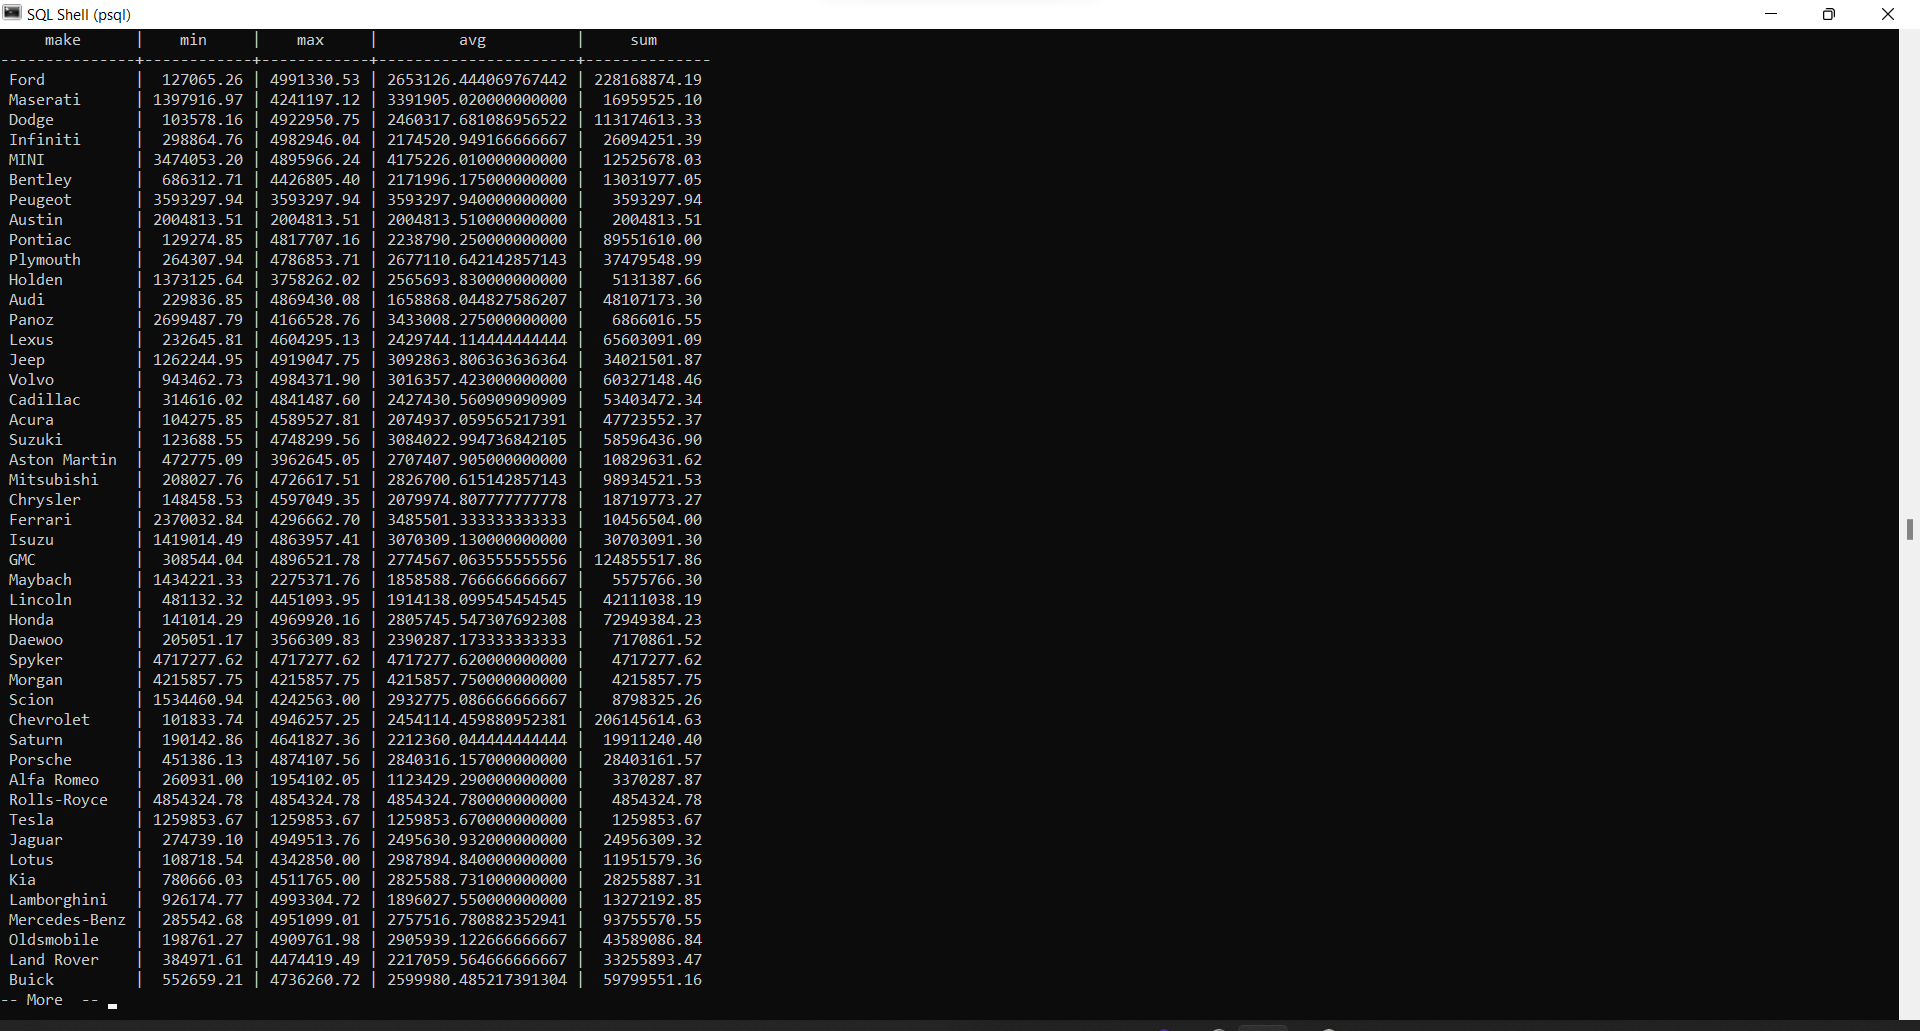 SQL Shell (psql)
make | min | max | avg | sum
---------------+------------+------------+----------------------+--------------
Ford | 127065.26 | 4991330.53 | 2653126.444069767442 | 228168874.19
Maserati | 1397916.97 | 4241197.12 | 3391905.020000000000 | 16959525.10
Dodge | 103578.16 | 4922950.75 | 2460317.681086956522 | 113174613.33
Infiniti | 298864.76 | 4982946.04 | 2174520.949166666667 | 26094251.39
MINI | 3474053.20 | 4895966.24 | 4175226.010000000000 | 12525678.03
Bentley | 686312.71 | 4426805.40 | 2171996.175000000000 | 13031977.05
Peugeot | 3593297.94 | 3593297.94 | 3593297.940000000000 | 3593297.94
Austin | 2004813.51 | 2004813.51 | 2004813.510000000000 | 2004813.51
Pontiac | 129274.85 | 4817707.16 | 2238790.250000000000 | 89551610.00
Plymouth | 264307.94 | 4786853.71 | 2677110.642142857143 | 37479548.99
Holden | 1373125.64 | 3758262.02 | 2565693.830000000000 | 5131387.66
Audi | 229836.85 | 4869430.08 | 1658868.044827586207 | 48107173.30
Panoz | 2699487.79 | 4166528.76 | 3433008.275000000000 | 6866016.55
Lexus | 232645.81 | 4604295.13 | 2429744.114444444444 | 65603091.09
Jeep | 1262244.95 | 4919047.75 | 3092863.806363636364 | 34021501.87
Volvo | 943462.73 | 4984371.90 | 3016357.423000000000 | 60327148.46
Cadillac | 314616.02 | 4841487.60 | 2427430.560909090909 | 53403472.34
Acura | 104275.85 | 4589527.81 | 2074937.059565217391 | 47723552.37
Suzuki | 123688.55 | 4748299.56 | 3084022.994736842105 | 58596436.90
Aston Martin | 472775.09 | 3962645.05 | 2707407.905000000000 | 10829631.62
Mitsubishi | 208027.76 | 4726617.51 | 2826700.615142857143 | 98934521.53
Chrysler | 148458.53 | 4597049.35 | 2079974.807777777778 | 18719773.27
Ferrari | 2370032.84 | 4296662.70 | 3485501.333333333333 | 10456504.00
Isuzu | 1419014.49 | 4863957.41 | 3070309.130000000000 | 30703091.30
GMC | 308544.04 | 4896521.78 | 2774567.063555555556 | 124855517.86
Maybach | 1434221.33 | 2275371.76 | 1858588.766666666667 | 5575766.30
Lincoln | 481132.32 | 4451093.95 | 1914138.099545454545 | 42111038.19
Honda | 141014.29 | 4969920.16 | 2805745.547307692308 | 72949384.23
Daewoo | 205051.17 | 3566309.83 | 2390287.173333333333 | 7170861.52
Spyker | 4717277.62 | 4717277.62 | 4717277.620000000000 | 4717277.62
Morgan | 4215857.75 | 4215857.75 | 4215857.750000000000 | 4215857.75
Scion | 1534460.94 | 4242563.00 | 2932775.086666666667 | 8798325.26
Chevrolet | 101833.74 | 4946257.25 | 2454114.459880952381 | 206145614.63
Saturn | 190142.86 | 4641827.36 | 2212360.044444444444 | 19911240.40
Porsche | 451386.13 | 4874107.56 | 2840316.157000000000 | 28403161.57
Alfa Romeo | 260931.00 | 1954102.05 | 1123429.290000000000 | 3370287.87
Rolls-Royce | 4854324.78 | 4854324.78 | 4854324.780000000000 | 4854324.78
Tesla | 1259853.67 | 1259853.67 | 1259853.670000000000 | 1259853.67
Jaguar | 274739.10 | 4949513.76 | 2495630.932000000000 | 24956309.32
Lotus | 108718.54 | 4342850.00 | 2987894.840000000000 | 11951579.36
Kia | 780666.03 | 4511765.00 | 2825588.731000000000 | 28255887.31
Lamborghini | 926174.77 | 4993304.72 | 1896027.550000000000 | 13272192.85
Mercedes-Benz | 285542.68 | 4951099.01 | 2757516.780882352941 | 93755570.55
Oldsmobile | 198761.27 | 4909761.98 | 2905939.122666666667 | 43589086.84
Land Rover | 384971.61 | 4474419.49 | 2217059.564666666667 | 33255893.47
Buick | 552659.21 | 4736260.72 | 2599980.485217391304 | 59799551.16
-- More --